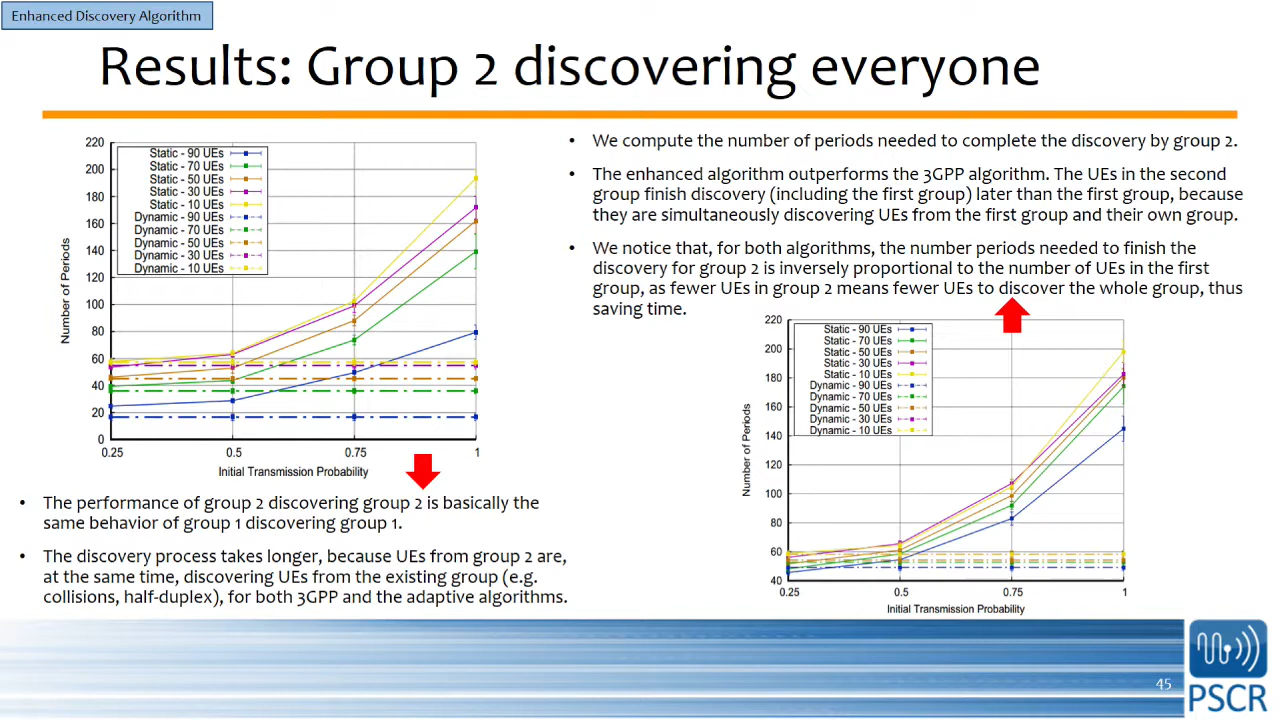 Enhanced Discovery Algorithm
Results: Group 2 discovering everyone
220
200
180
160
140
120
100
80
60
40
20
0
Number of Periods
Static - 90 UEs
Static - 70 UEs
Static - 50 UEs
Static - 30 UEs
Static - 10 UEs
Dynamic - 90 UEs
Dynamic - 70 UEs
Dynamic - 50 UEs
Dynamic - 30 UEs
Dynamic - 10 UEs
0.25 0.5 0.75 1
Initial Transmission Probability
• The performance of group 2 discovering group 2 is basically the
same behavior of group 1 discovering group 1.
• The discovery process takes longer, because UEs from group 2 are,
at the same time, discovering UEs from the existing group (e.g.
collisions, half-duplex), for both 3GPP and the adaptive algorithms.
• We compute the number of periods needed to complete the discovery by group 2.
• The enhanced algorithm outperforms the 3GPP algorithm. The UEs in the second
group finish discovery (including the first group) later than the first group, because
they are simultaneously discovering UEs from the first group and their own group.
• We notice that, for both algorithms, the number periods needed to finish the
discovery for group 2 is inversely proportional to the number of UEs in the first
group, as fewer UEs in group 2 means fewer UEs to discover the whole group, thus
saving time.
220
200
180
160
140
120
100
80
60
40
Number of Periods
Static - 90 UEs
Static - 70 UEs
Static - 50 UEs
Static - 30 UEs
Static - 10 UEs
Dynamic - 90 UEs
Dynamic - 70 UEs
Dynamic - 50 UEs
Dynamic - 30 UEs
Dynamic - 10 UEs
0.25 0.5 0.75 1
Initial Transmission Probability
45
PSCR